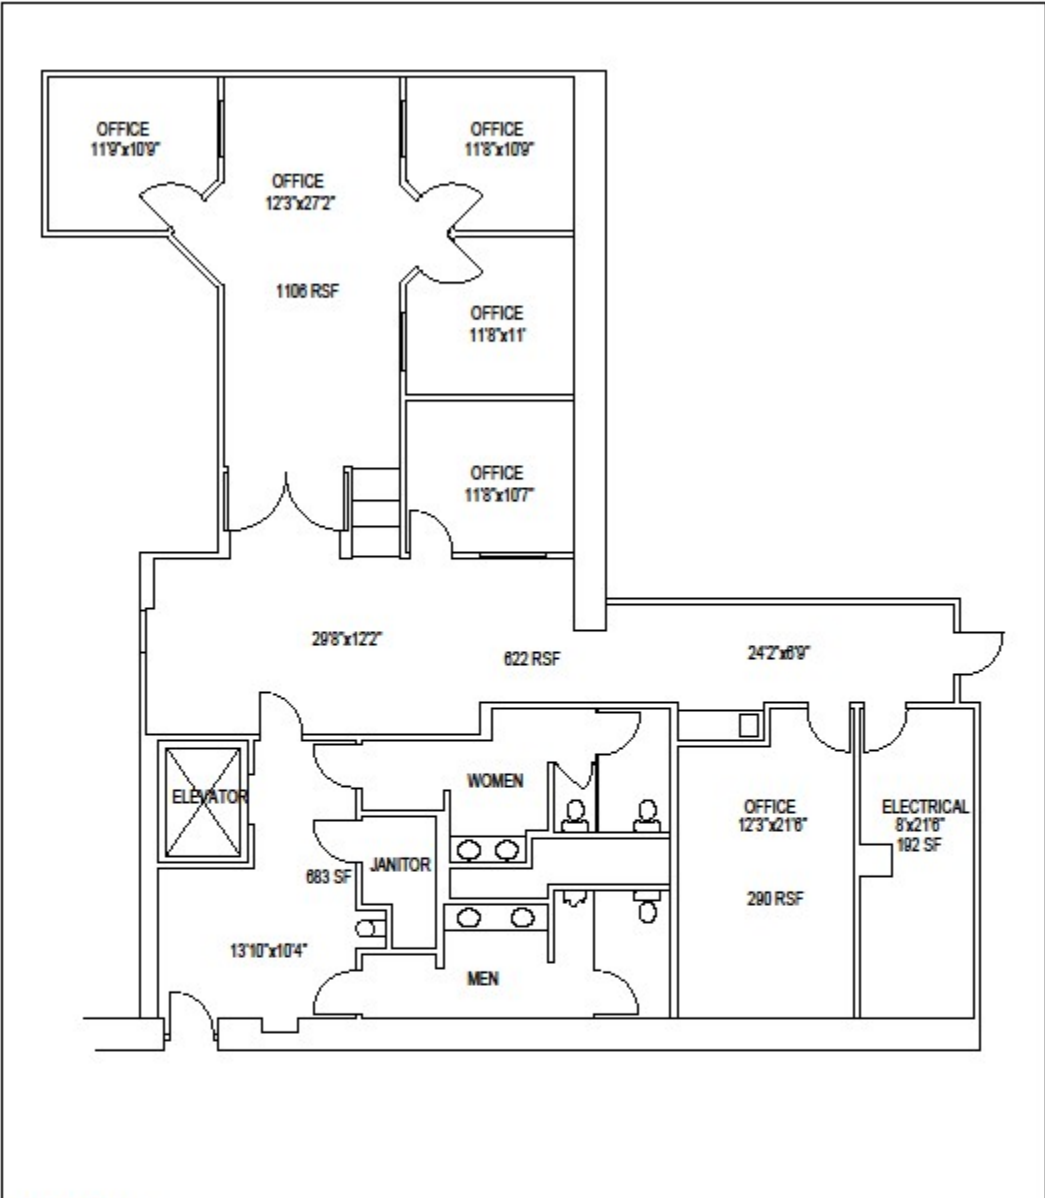 OFFICE
11'9"x10'9"
OFFICE
11'8"x10'9"
OFFICE
12'3"x27'2"
1106 RSF
OFFICE
11'8"x11'
OFFICE
11'8"x10'7"
29'8"x12'2"
622 RSF
24'2"x6'9"
WOMEN
ELEVATOR
OFFICE
12'3"x21'6"
ELECTRICAL
8'x21'6"
192 SF
JANITOR
683 SF
290 RSF
13'10"x10'4"
MEN